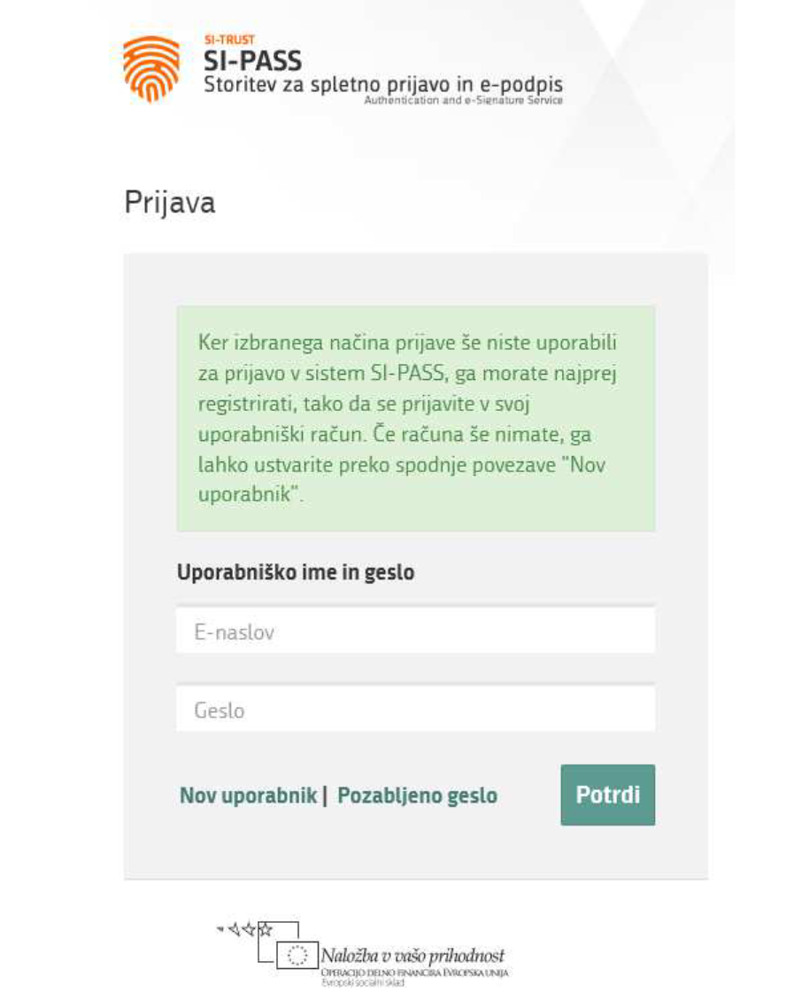 SI-TRUST
SI-PASS
Storitev za spletno prijavo in e-podpis
Authentication and e-Signature Service
Prijava
Ker izbranega načina prijave še niste uporabili
za prijavo v sistem SI-PASS, ga morate najprej
registrirati, tako da se prijavite v svoj
uporabniški račun. Če računa še nimate, ga
lahko ustvarite preko spodnje povezave "Nov
uporabnik".
Uporabniško ime in geslo
E-naslov
Geslo
Nov uporabnik | Pozabljeno geslo
Potrdi
Naložba v vašo prihodnost
OPERACIJO DELNO FINANCIRA EVROPSKA UNIJA
Evropski socialni sklad